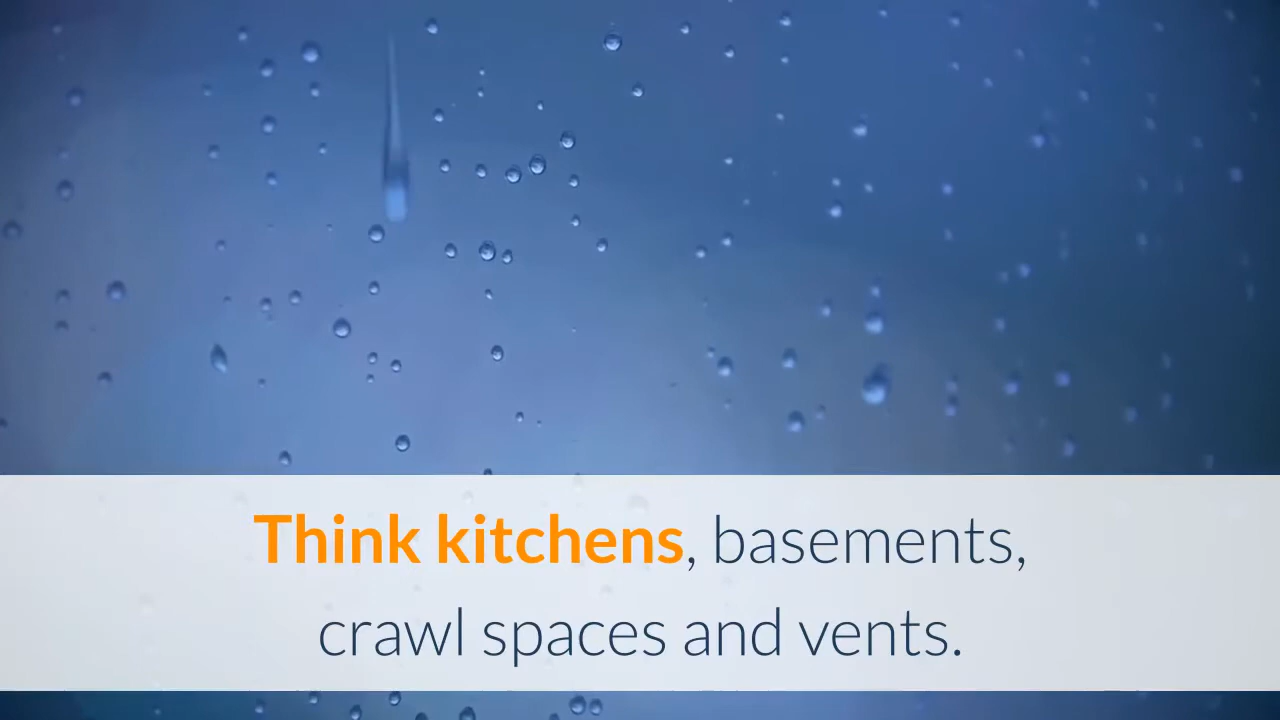 Think kitchens, basements,
crawl spaces and vents.